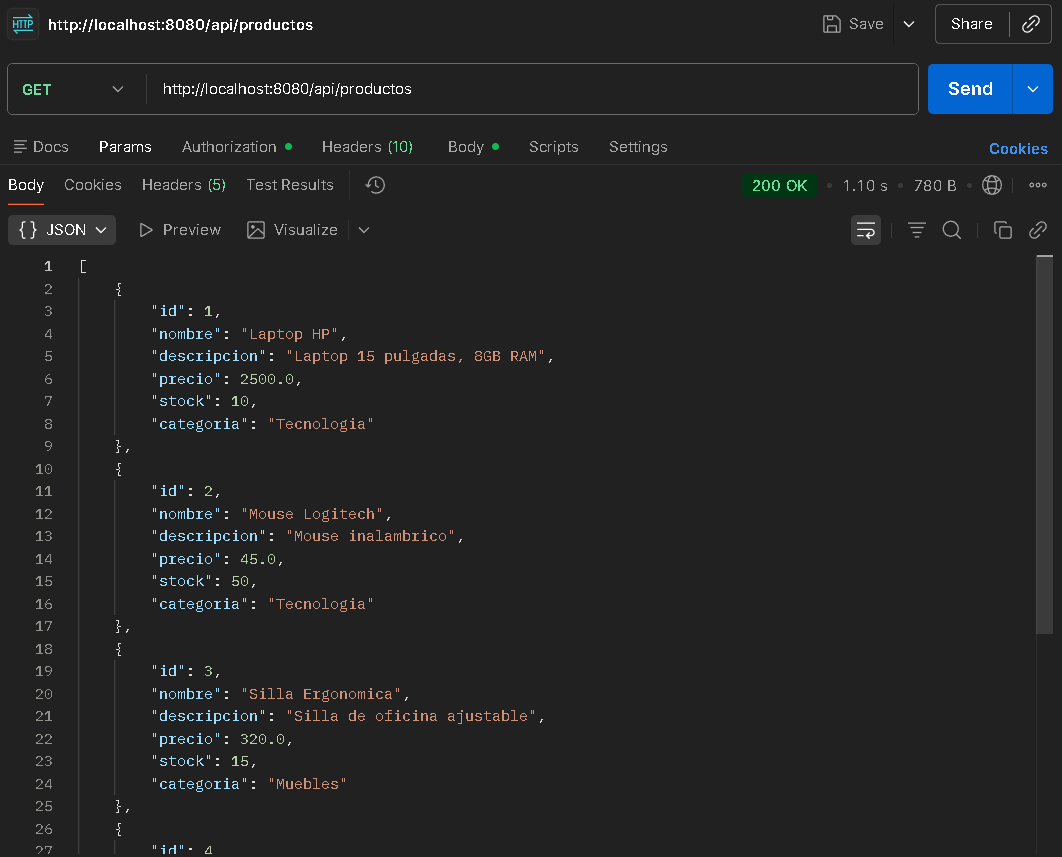 HTTP http://localhost:8080/api/productos Save Share
GET http://localhost:8080/api/productos Send
Docs Params Authorization Headers (10) Body Scripts Settings Cookies
Body Cookies Headers (5) Test Results 200 OK • 1.10 s • 780 B •
{} JSON Preview Visualize
1 [
2 {
3 "id": 1,
4 "nombre": "Laptop HP",
5 "descripcion": "Laptop 15 pulgadas, 8GB RAM",
6 "precio": 2500.0,
7 "stock": 10,
8 "categoria": "Tecnologia"
9 },
10 {
11 "id": 2,
12 "nombre": "Mouse Logitech",
13 "descripcion": "Mouse inalambrico",
14 "precio": 45.0,
15 "stock": 50,
16 "categoria": "Tecnologia"
17 },
18 {
19 "id": 3,
20 "nombre": "Silla Ergonomica",
21 "descripcion": "Silla de oficina ajustable",
22 "precio": 320.0,
23 "stock": 15,
24 "categoria": "Muebles"
25 },
26 {
27 "id": 4